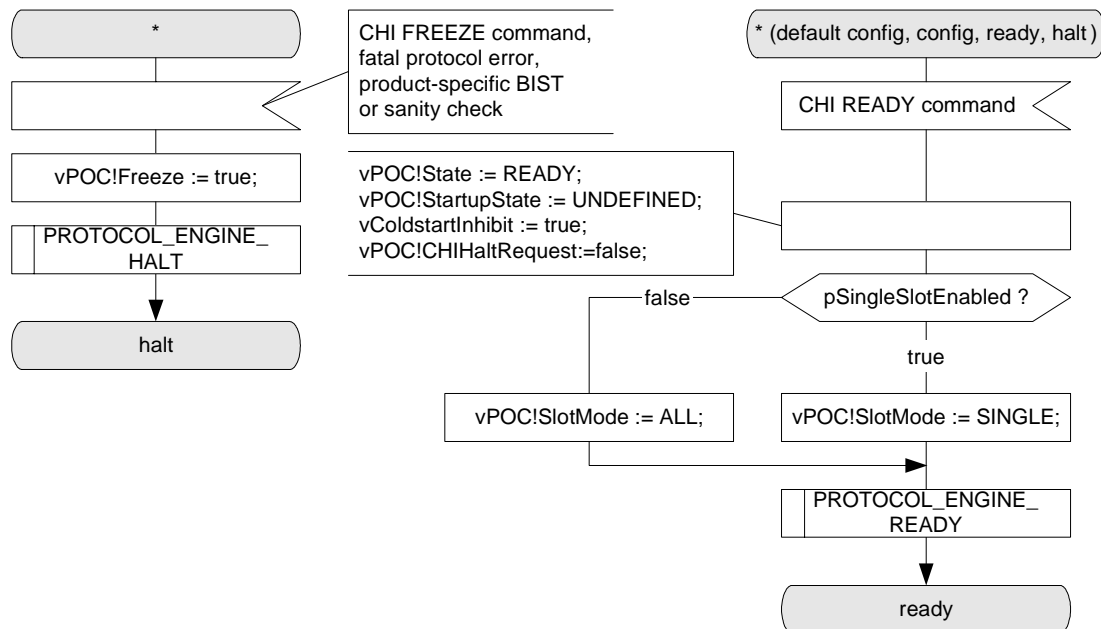 *
CHI FREEZE command,
fatal protocol error,
product-specific BIST
or sanity check
vPOC!Freeze := true;
PROTOCOL_ENGINE_
HALT
halt
* (default config, config, ready, halt)
CHI READY command
vPOC!State := READY;
vPOC!StartupState := UNDEFINED;
vColdstartInhibit := true;
vPOC!CHIHaltRequest:=false;
pSingleSlotEnabled ?
false
true
vPOC!SlotMode := ALL;
vPOC!SlotMode := SINGLE;
PROTOCOL_ENGINE_
READY
ready